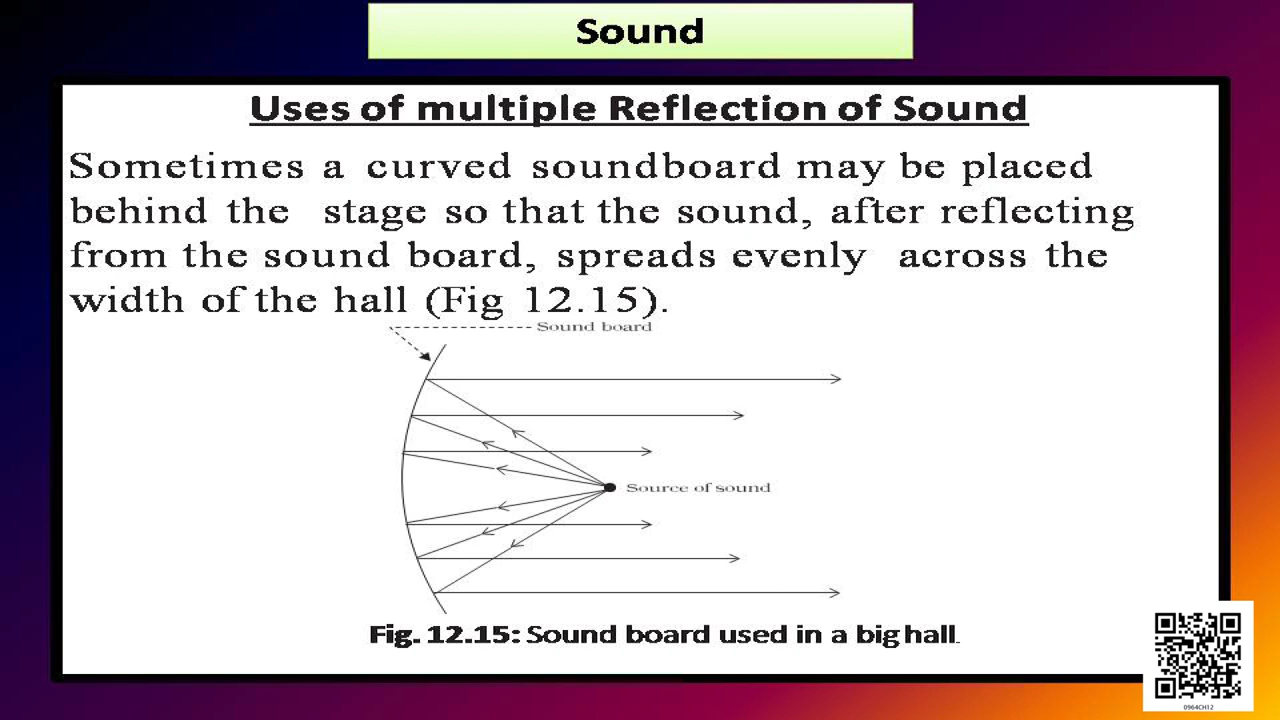 Sound
Uses of multiple Reflection of Sound
Sometimes a curved soundboard may be placed
behind the stage so that the sound, after reflecting
from the sound board, spreads evenly across the
width of the hall (Fig 12.15).
Sound board
Source of sound
Fig. 12.15: Sound board used in a big hall.
0964CH12